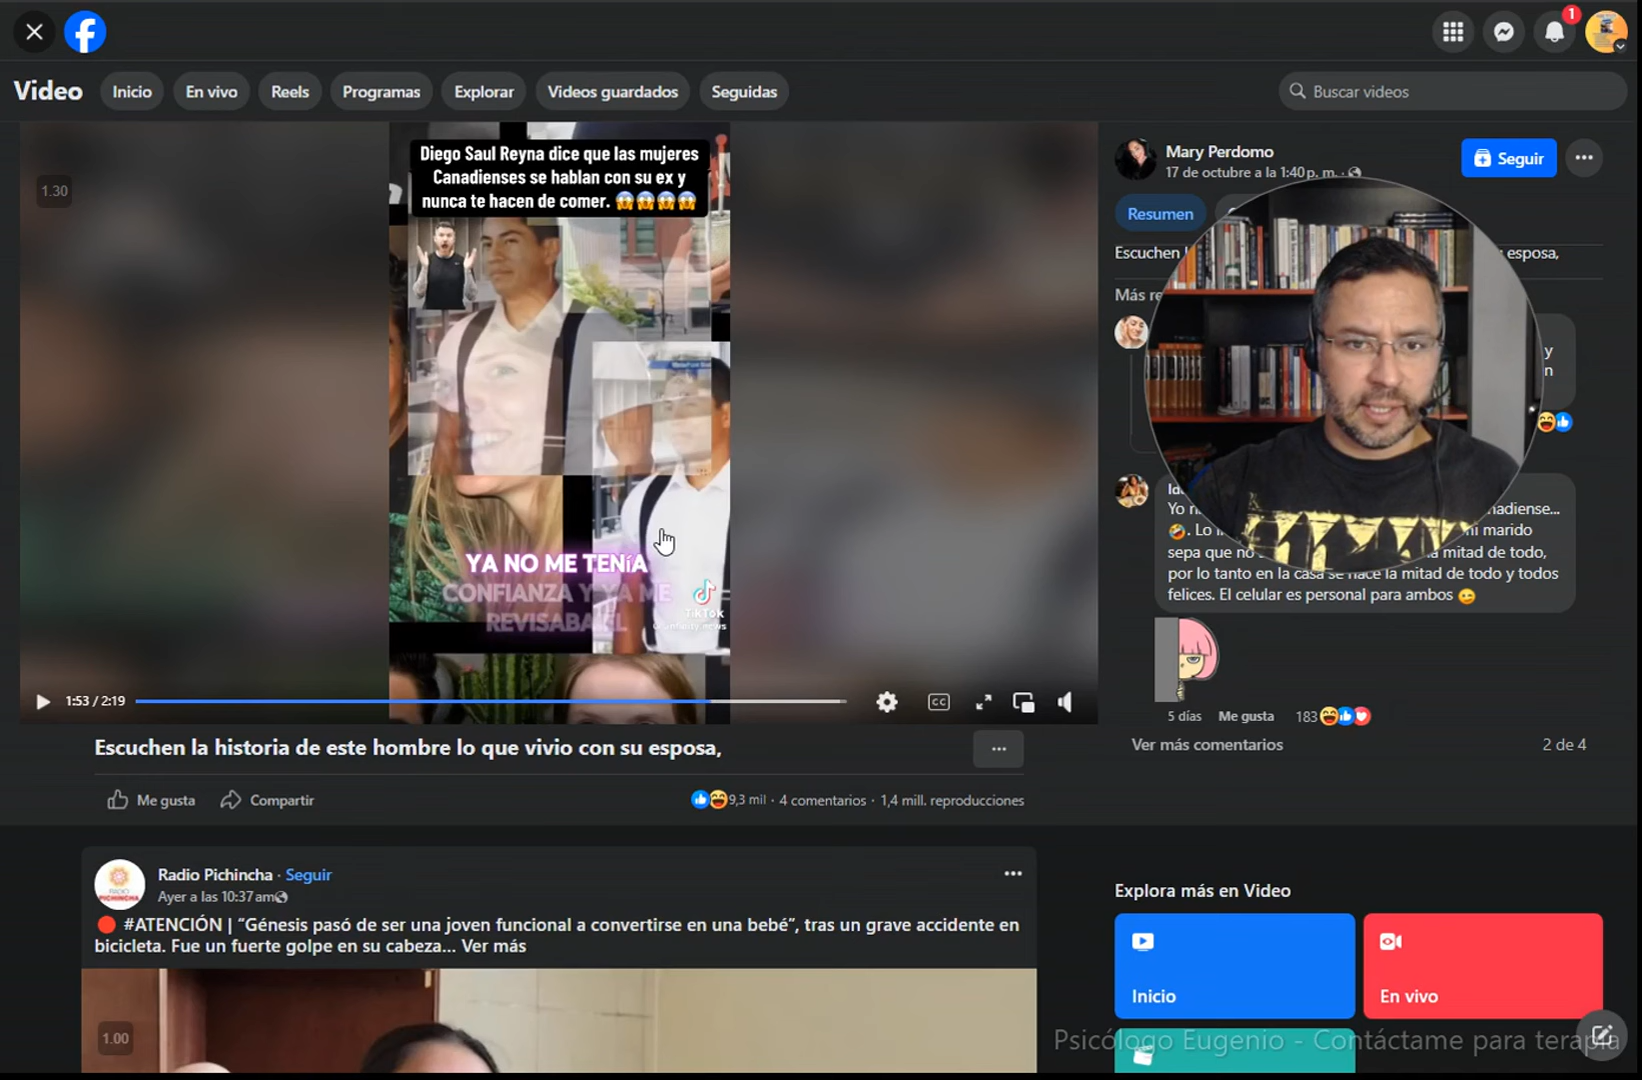 1
Video
Inicio
En vivo
Reels
Programas
Explorar
Videos guardados
Seguidas
Buscar videos
1.30
Diego Saul Reyna dice que las mujeres
Canadienses se hablan con su ex y
nunca te hacen de comer. 😱😱😱😱
YA NO ME TENíA
CONFIANZA Y YA ME
REVISABA EL
TikTok
1:53 / 2:19
CC
Escuchen la historia de este hombre lo que vivio con su esposa,
Me gusta
Compartir
9,3 mil · 4 comentarios · 1,4 mill. reproducciones
Mary Perdomo
17 de octubre a la 1:40 p. m. ·
Seguir
Resumen
Escuchen
esposa,
Más
y
n
Yo
nadiense...
🤣. Lo
marido
sepa que
mitad de todo,
por lo tanto en la casa se hace la mitad de todo y todos
felices. El celular es personal para ambos 😉
5 días Me gusta 183
Ver más comentarios
2 de 4
Radio Pichincha · Seguir
Ayer a las 10:37am
🔴 #ATENCIÓN | “Génesis pasó de ser una joven funcional a convertirse en una bebé”, tras un grave accidente en
bicicleta. Fue un fuerte golpe en su cabeza... Ver más
RADIO
PICHINCHA
1.00
Explora más en Video
Inicio
En vivo
Psicólogo Eugenio - Contáctame para terapia